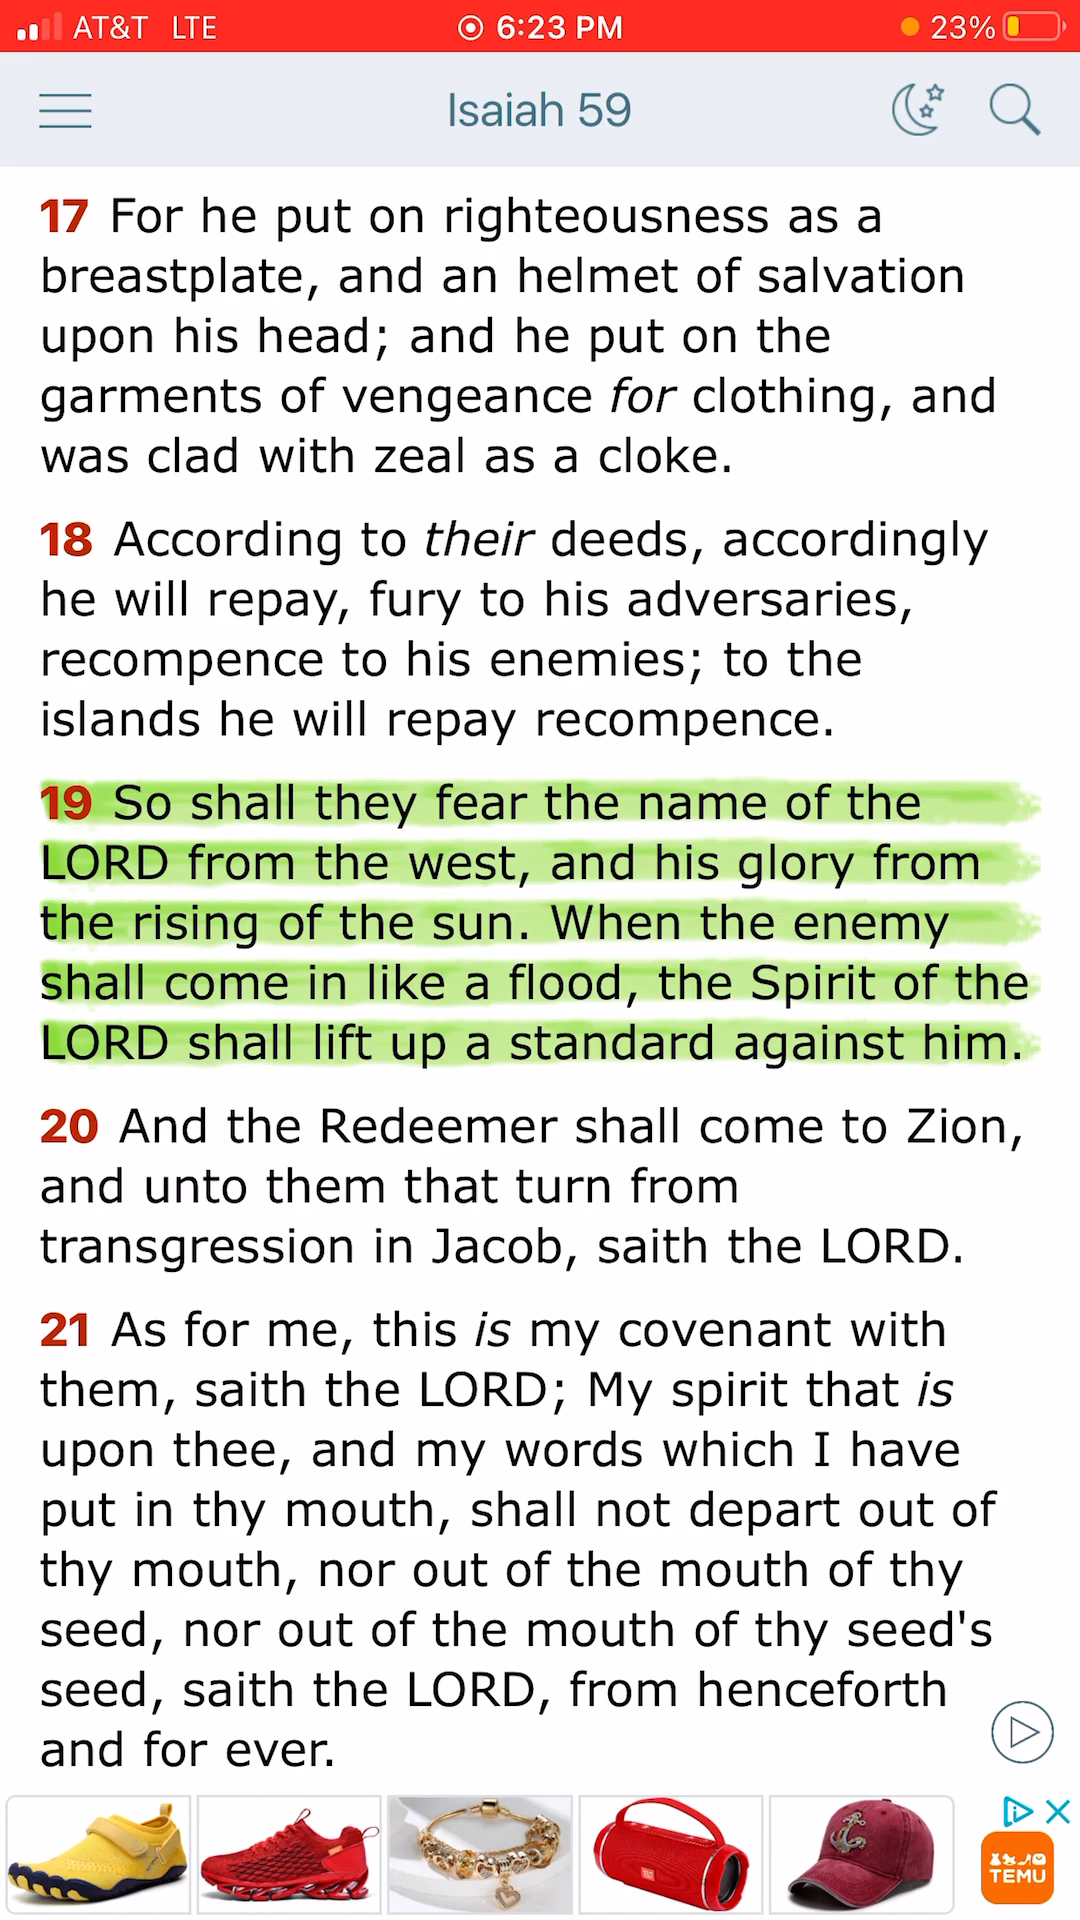 AT&T LTE 6:23 PM 23%
Isaiah 59
17 For he put on righteousness as a
breastplate, and an helmet of salvation
upon his head; and he put on the
garments of vengeance for clothing, and
was clad with zeal as a cloke.
18 According to their deeds, accordingly
he will repay, fury to his adversaries,
recompence to his enemies; to the
islands he will repay recompence.
19 So shall they fear the name of the
LORD from the west, and his glory from
the rising of the sun. When the enemy
shall come in like a flood, the Spirit of the
LORD shall lift up a standard against him.
20 And the Redeemer shall come to Zion,
and unto them that turn from
transgression in Jacob, saith the LORD.
21 As for me, this is my covenant with
them, saith the LORD; My spirit that is
upon thee, and my words which I have
put in thy mouth, shall not depart out of
thy mouth, nor out of the mouth of thy
seed, nor out of the mouth of thy seed's
seed, saith the LORD, from henceforth
and for ever.
TEMU